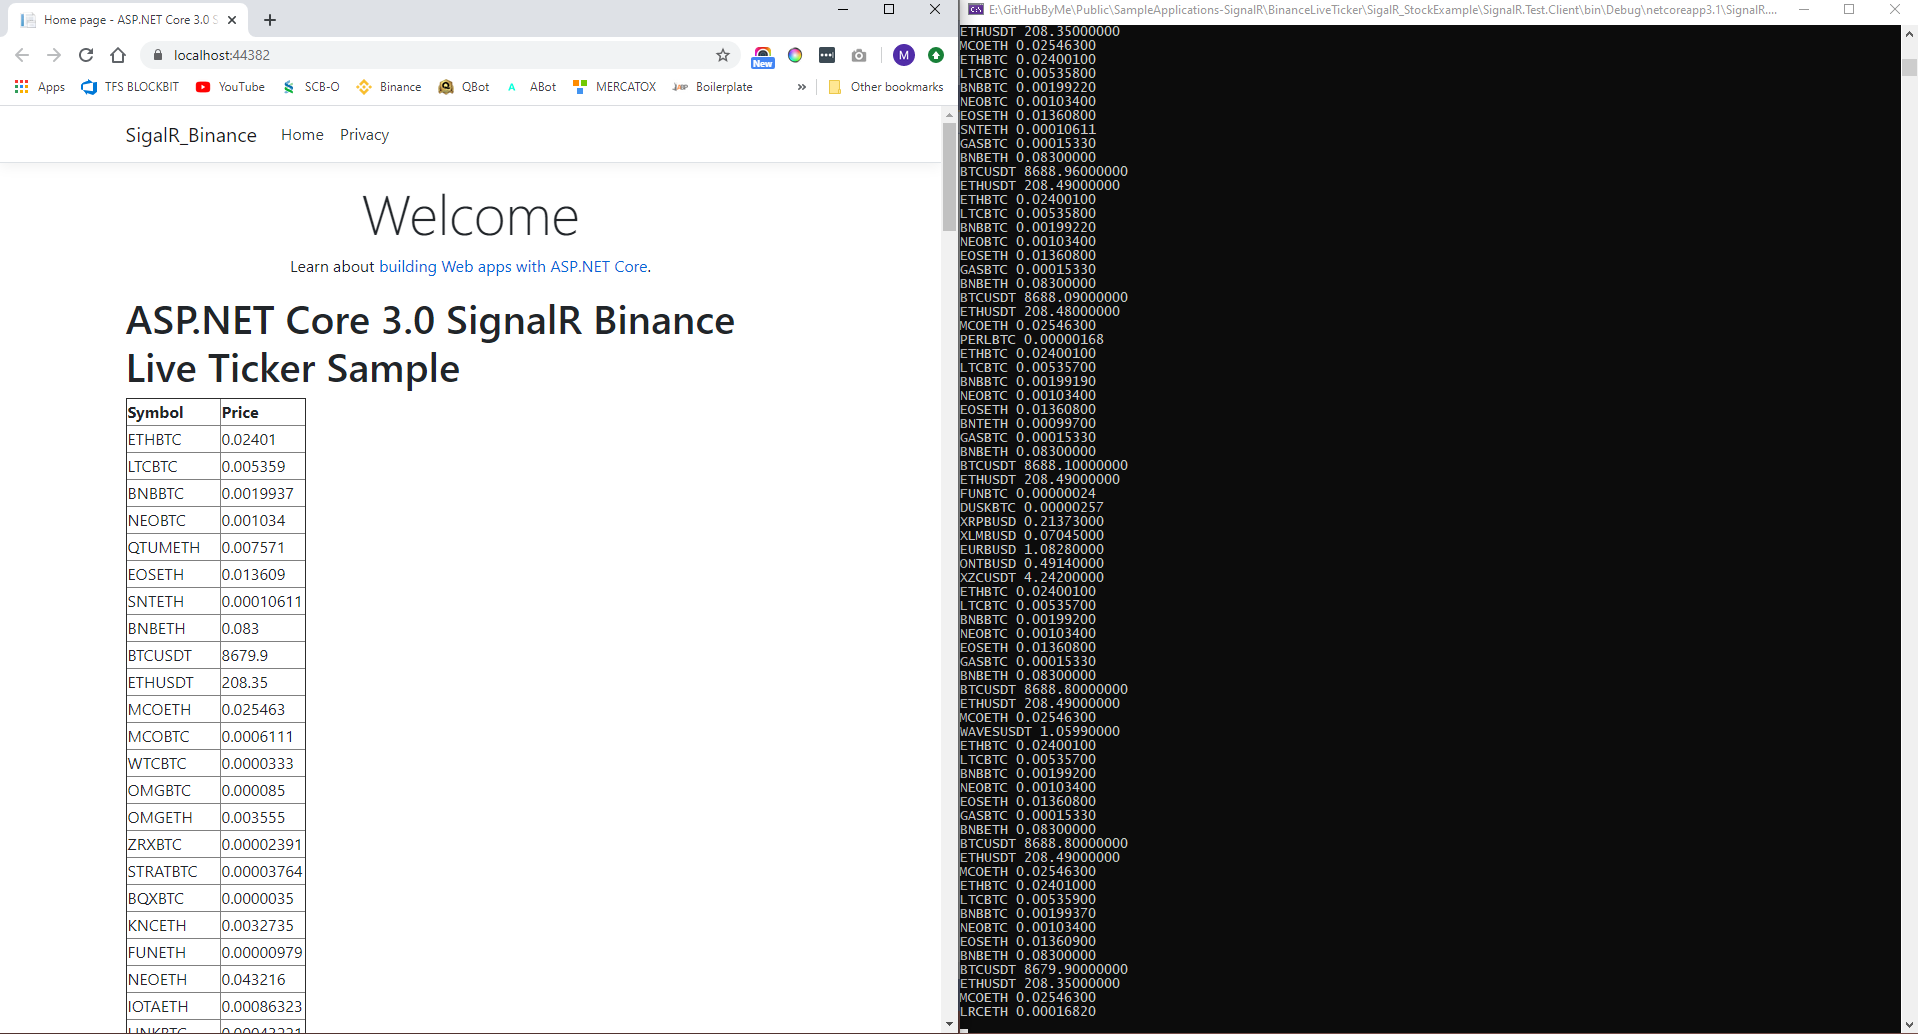 Home page - ASP.NET Core 3.0 S
localhost:44382
New
M
Apps
TFS BLOCKBIT
YouTube
SCB-O
Binance
QBot
A
ABot
MERCATOX
Boilerplate
»
Other bookmarks
SigalR_Binance Home Privacy
Welcome
Learn about building Web apps with ASP.NET Core.
ASP.NET Core 3.0 SignalR Binance
Live Ticker Sample
Symbol Price
ETHBTC 0.02401
LTCBTC 0.005359
BNBBTC 0.0019937
NEOBTC 0.001034
QTUMETH 0.007571
EOSETH 0.013609
SNTETH 0.00010611
BNBETH 0.083
BTCUSDT 8679.9
ETHUSDT 208.35
MCOETH 0.025463
MCOBTC 0.0006111
WTCBTC 0.0000333
OMGBTC 0.000085
OMGETH 0.003555
ZRXBTC 0.00002391
STRATBTC 0.00003764
BQXBTC 0.0000035
KNCETH 0.0032735
FUNETH 0.00000979
NEOETH 0.043216
IOTAETH 0.00086323
E:\GitHubByMe\Public\SampleApplications-SignalR\BinanceLiveTicker\SigalR_StockExample\SignalR.Test.Client\bin\Debug\netcoreapp3.1\SignalR....
ETHUSDT 208.35000000
MCOETH 0.02546300
ETHBTC 0.02400100
LTCBTC 0.00535800
BNBBTC 0.00199220
NEOBTC 0.00103400
EOSETH 0.01360800
SNTETH 0.00010611
GASBTC 0.00015330
BNBETH 0.08300000
BTCUSDT 8688.96000000
ETHUSDT 208.49000000
ETHBTC 0.02400100
LTCBTC 0.00535800
BNBBTC 0.00199220
NEOBTC 0.00103400
EOSETH 0.01360800
GASBTC 0.00015330
BNBETH 0.08300000
BTCUSDT 8688.09000000
ETHUSDT 208.48000000
MCOETH 0.02546300
PERLBTC 0.00000168
ETHBTC 0.02400100
LTCBTC 0.00535700
BNBBTC 0.00199190
NEOBTC 0.00103400
EOSETH 0.01360800
BNTETH 0.00099700
GASBTC 0.00015330
BNBETH 0.08300000
BTCUSDT 8688.10000000
ETHUSDT 208.49000000
FUNBTC 0.00000024
DUSKBTC 0.00000257
XRPBUSD 0.21373000
XLMBUSD 0.07045000
EURBUSD 1.08280000
ONTBUSD 0.49140000
XZCUSDT 4.24200000
ETHBTC 0.02400100
LTCBTC 0.00535700
BNBBTC 0.00199200
NEOBTC 0.00103400
EOSETH 0.01360800
GASBTC 0.00015330
BNBETH 0.08300000
BTCUSDT 8688.80000000
ETHUSDT 208.49000000
MCOETH 0.02546300
WAVESUSDT 1.05990000
ETHBTC 0.02400100
LTCBTC 0.00535700
BNBBTC 0.00199200
NEOBTC 0.00103400
EOSETH 0.01360800
GASBTC 0.00015330
BNBETH 0.08300000
BTCUSDT 8688.80000000
ETHUSDT 208.49000000
MCOETH 0.02546300
ETHBTC 0.02401000
LTCBTC 0.00535900
BNBBTC 0.00199370
NEOBTC 0.00103400
EOSETH 0.01360900
BNBETH 0.08300000
BTCUSDT 8679.90000000
ETHUSDT 208.35000000
MCOETH 0.02546300
LRCETH 0.00016820